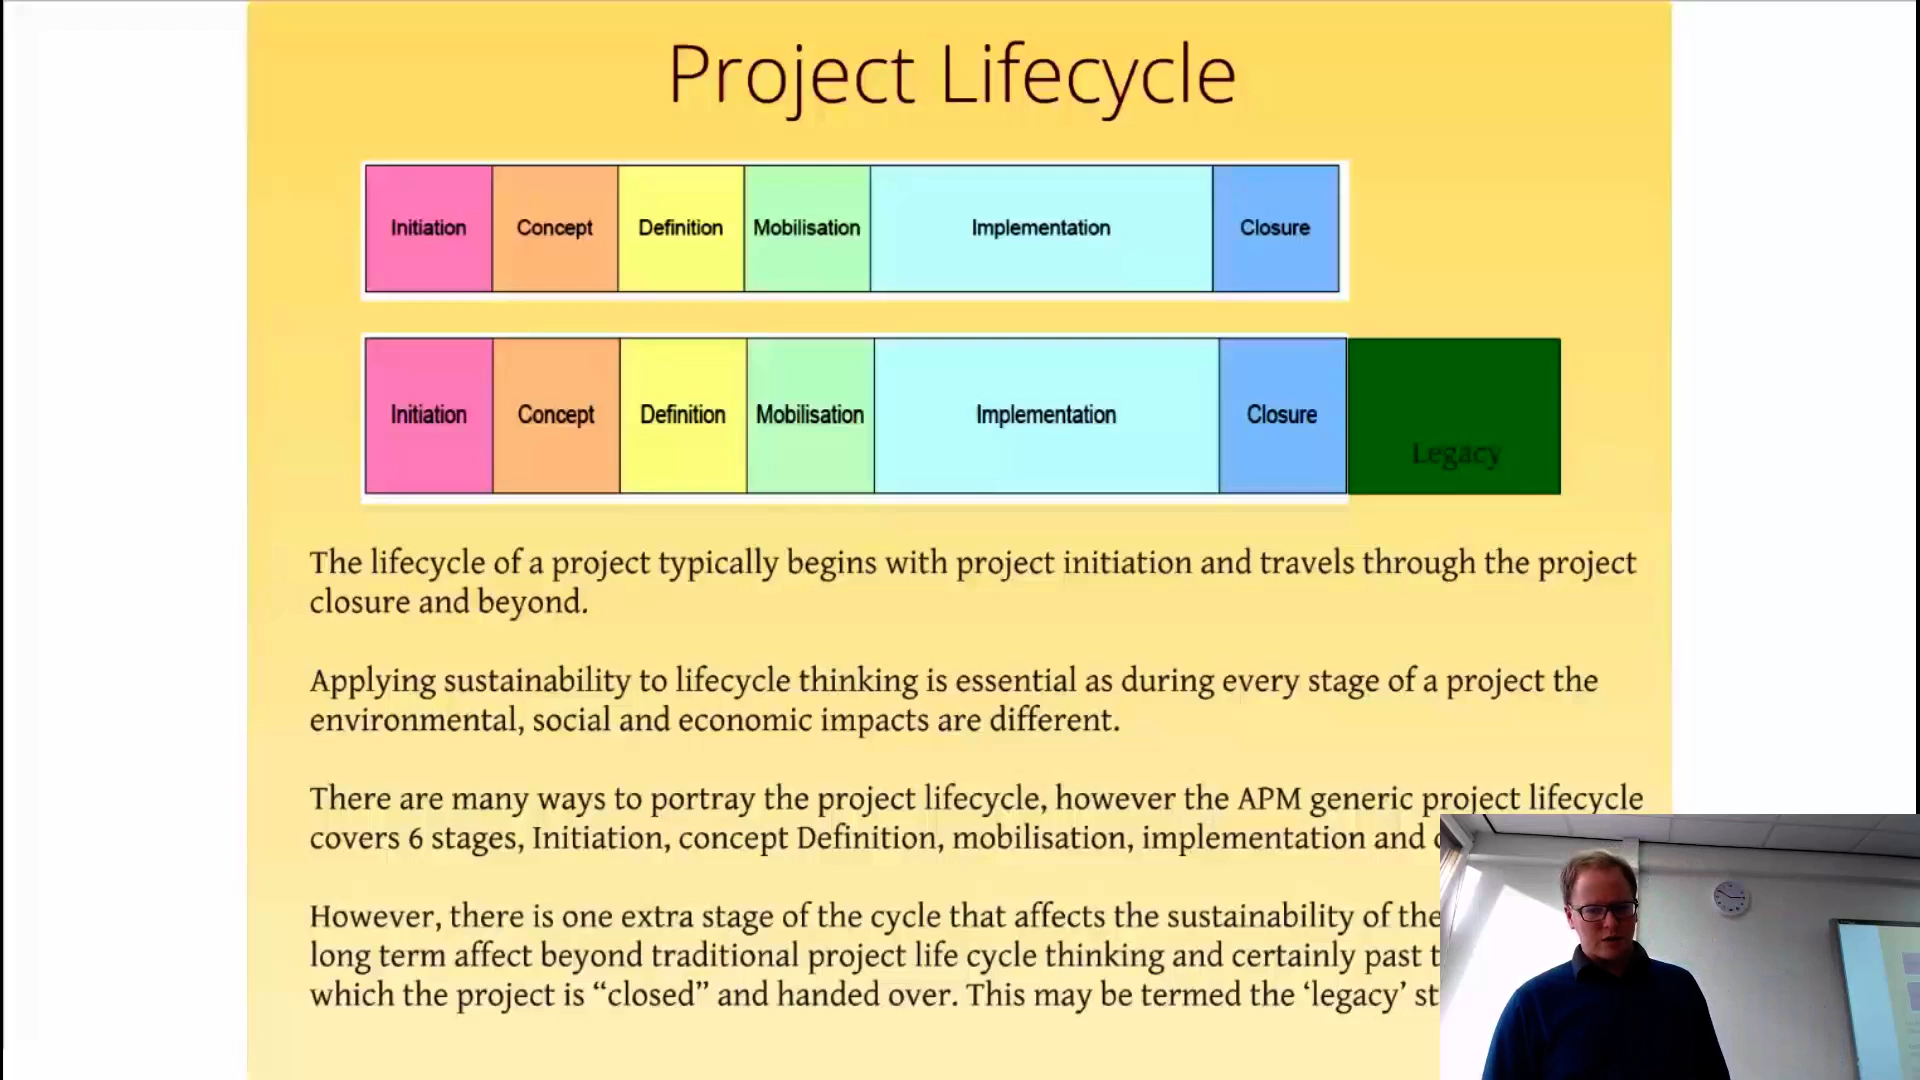 Project Lifecycle
Initiation Concept Definition Mobilisation Implementation Closure
Initiation Concept Definition Mobilisation Implementation Closure
Legacy
The lifecycle of a project typically begins with project initiation and travels through the project
closure and beyond.
Applying sustainability to lifecycle thinking is essential as during every stage of a project the
environmental, social and economic impacts are different.
There are many ways to portray the project lifecycle, however the APM generic project lifecycle
covers 6 stages, Initiation, concept Definition, mobilisation, implementation and
However, there is one extra stage of the cycle that affects the sustainability of the
long term affect beyond traditional project life cycle thinking and certainly past
which the project is “closed” and handed over. This may be termed the ‘legacy’